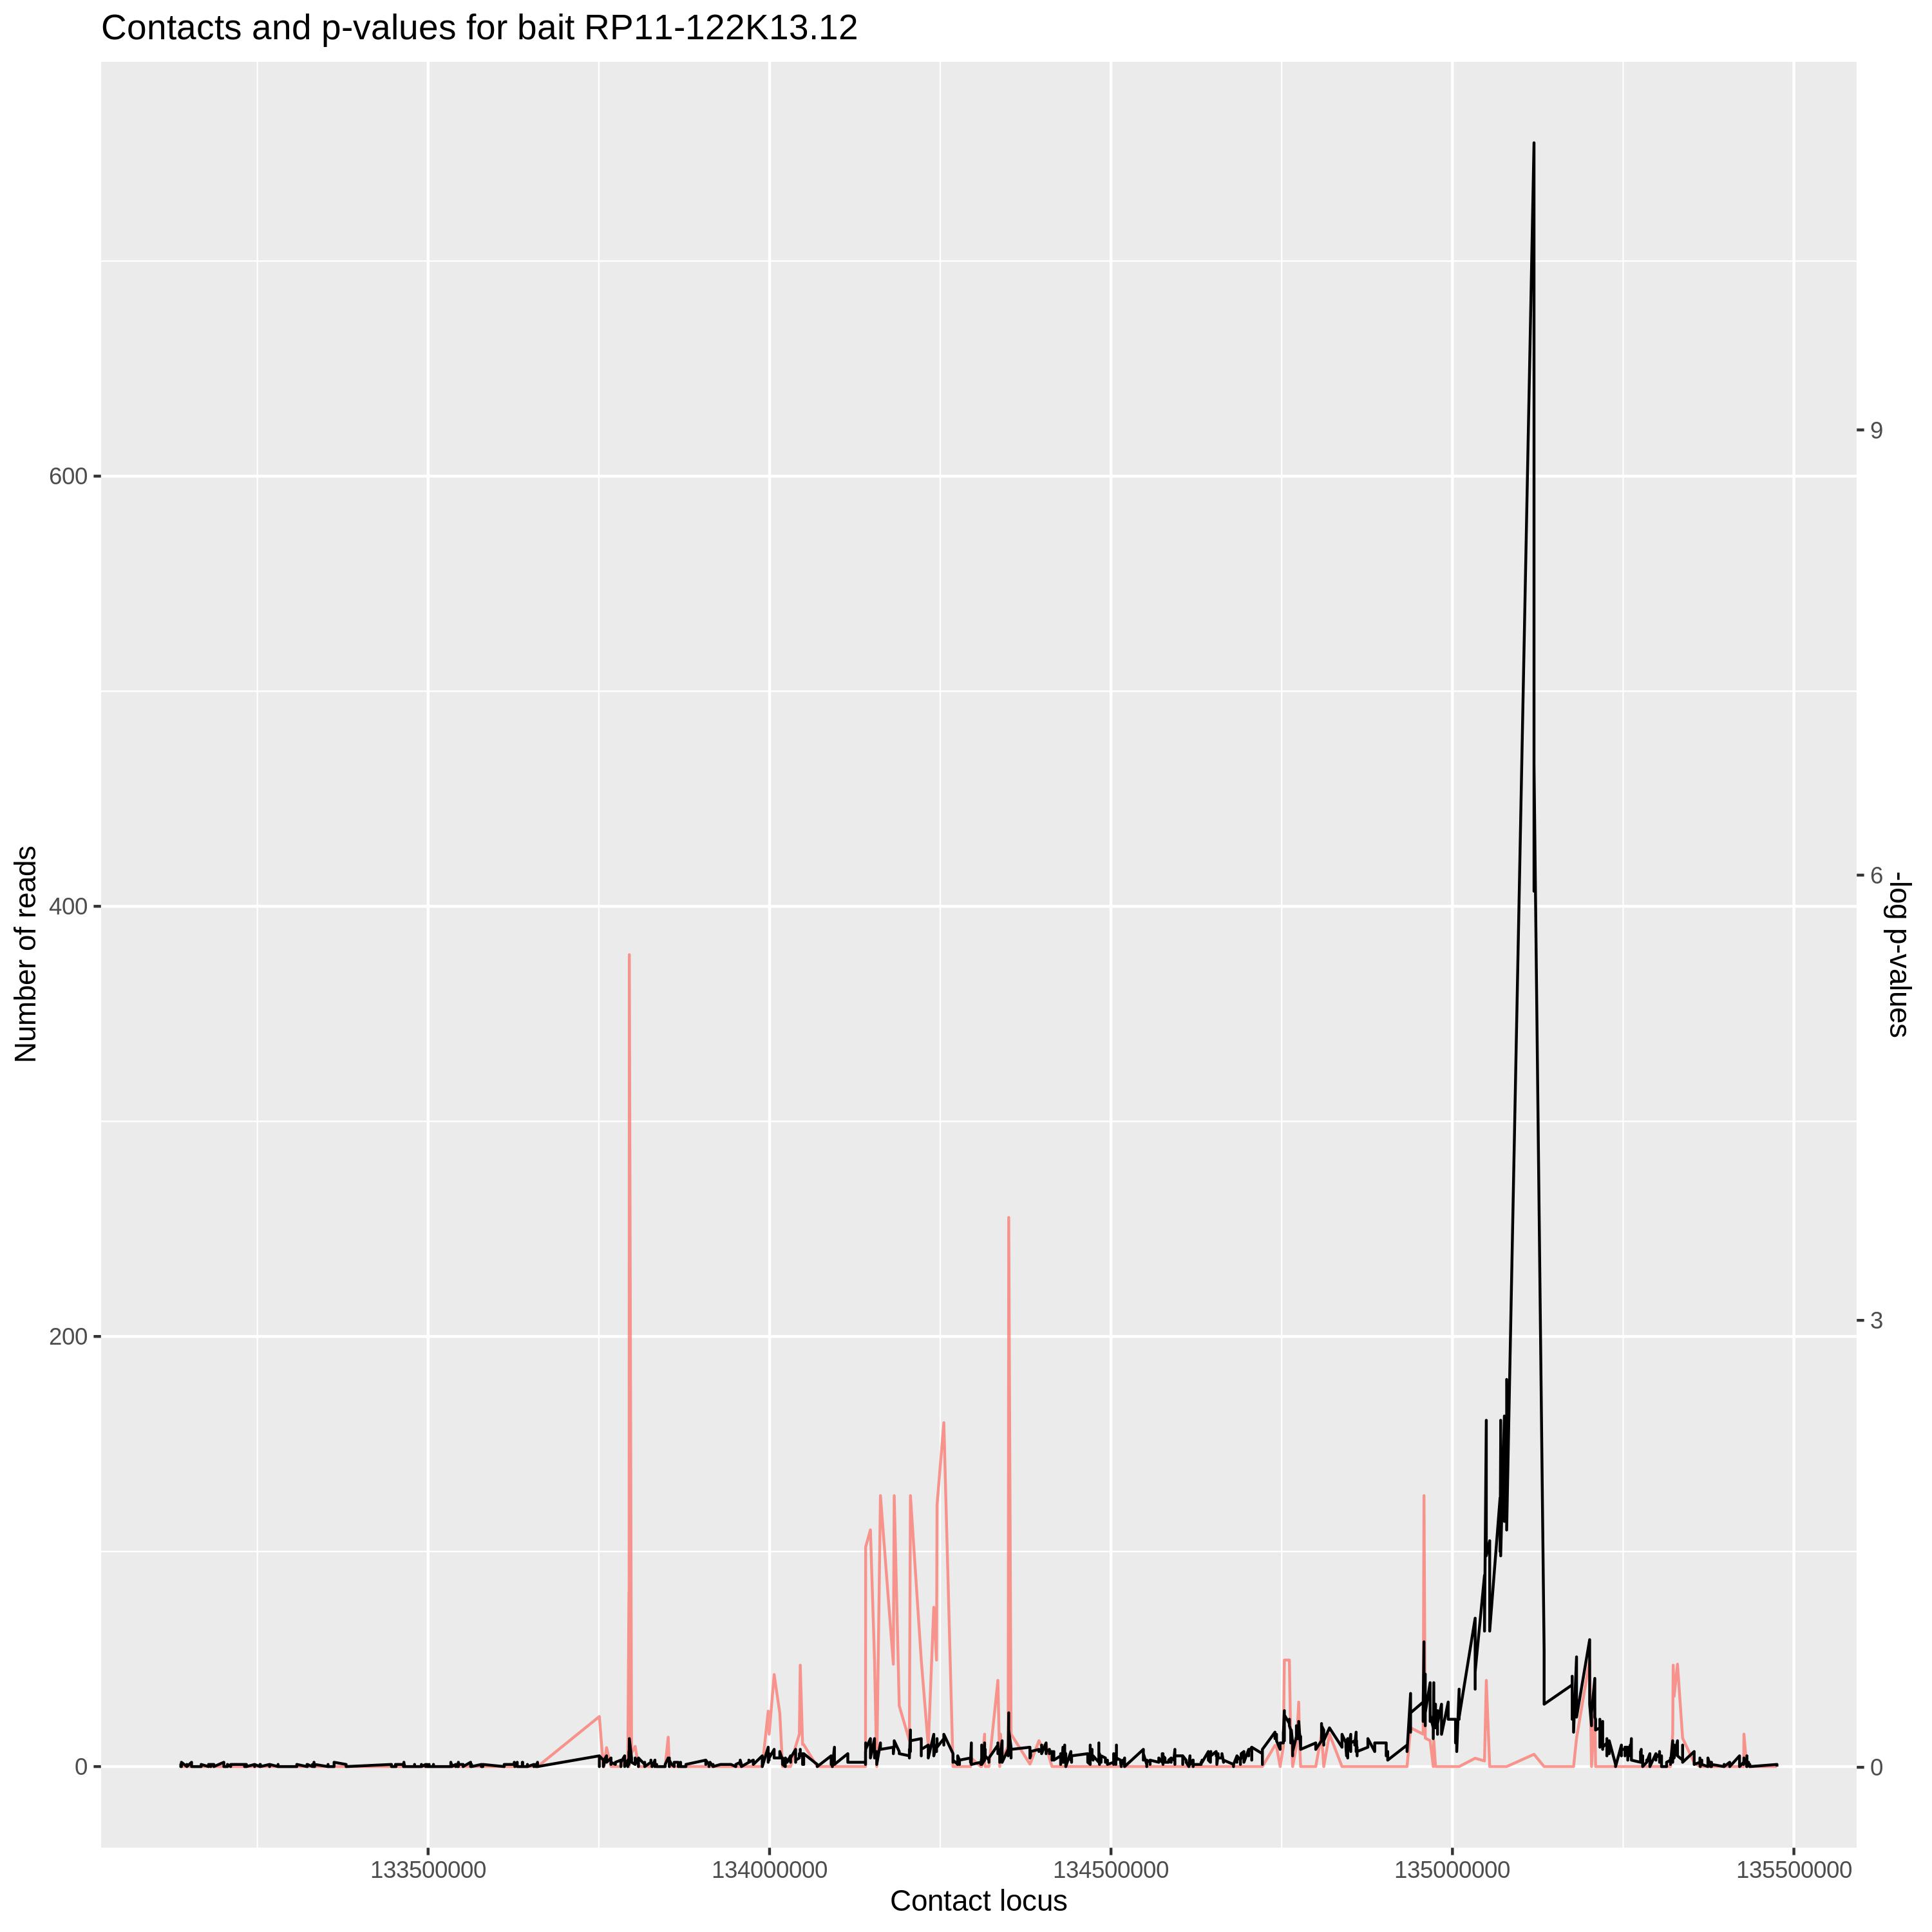 Contacts and p-values for bait RP11-122K13.12
600
400
200
0
Number of reads
9
6
3
0
-log p-values
133500000 134000000 134500000 135000000 135500000
Contact locus